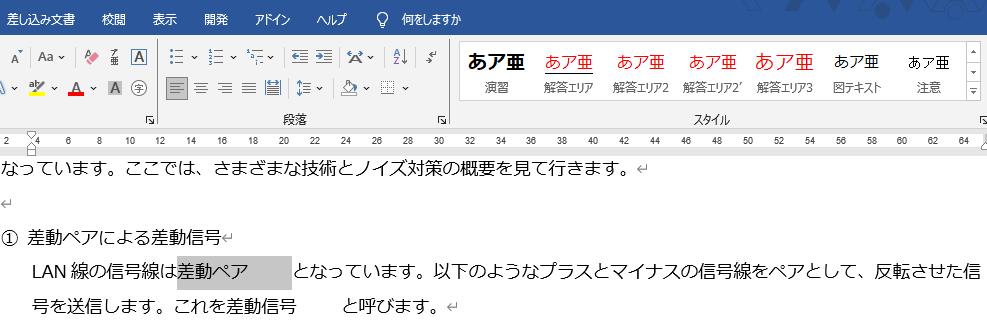 差し込み文書 校閲 表示 開発 アドイン ヘルプ 何をしますか
Aa ア亜 A
A 字
あア亜 あア亜 あア亜 あア亜 あア亜 あア亜 あア亜
演習 解答エリア 解答エリア2 解答エリア2’ 解答エリア3 図テキスト 注意
段落 スタイル
2 4 6 8 10 12 14 16 18 20 22 24 26 28 30 32 34 36 38 40 42 44 46 48 50 52 54 56 58 60 62 64
なっています。ここでは、さまざまな技術とノイズ対策の概要を見て行きます。↵
↵
① 差動ペアによる差動信号↵
LAN 線の信号線は差動ペア となっています。以下のようなプラスとマイナスの信号線をペアとして、反転させた信
号を送信します。これを差動信号 と呼びます。↵